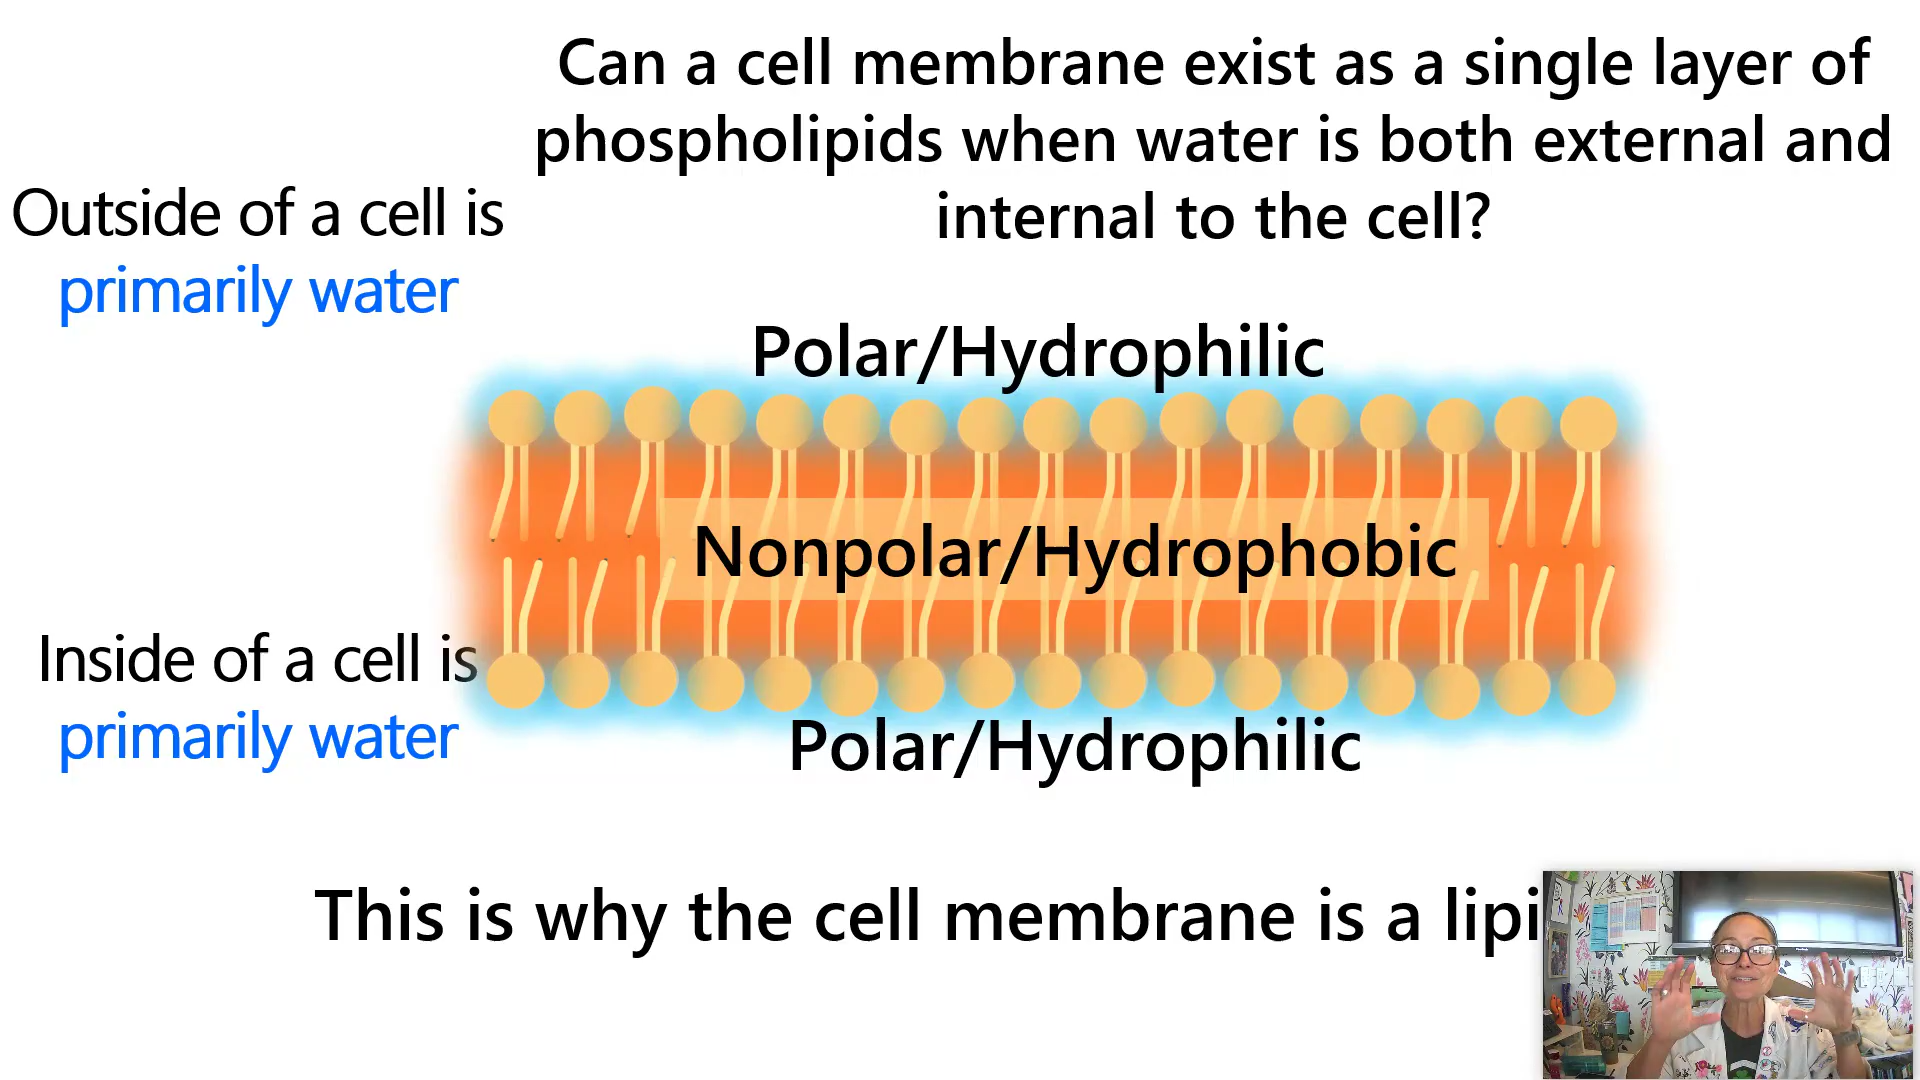 Can a cell membrane exist as a single layer of
phospholipids when water is both external and
internal to the cell?
Outside of a cell is
primarily water
Polar/Hydrophilic
Nonpolar/Hydrophobic
Inside of a cell is
primarily water
Polar/Hydrophilic
This is why the cell membrane is a lipi